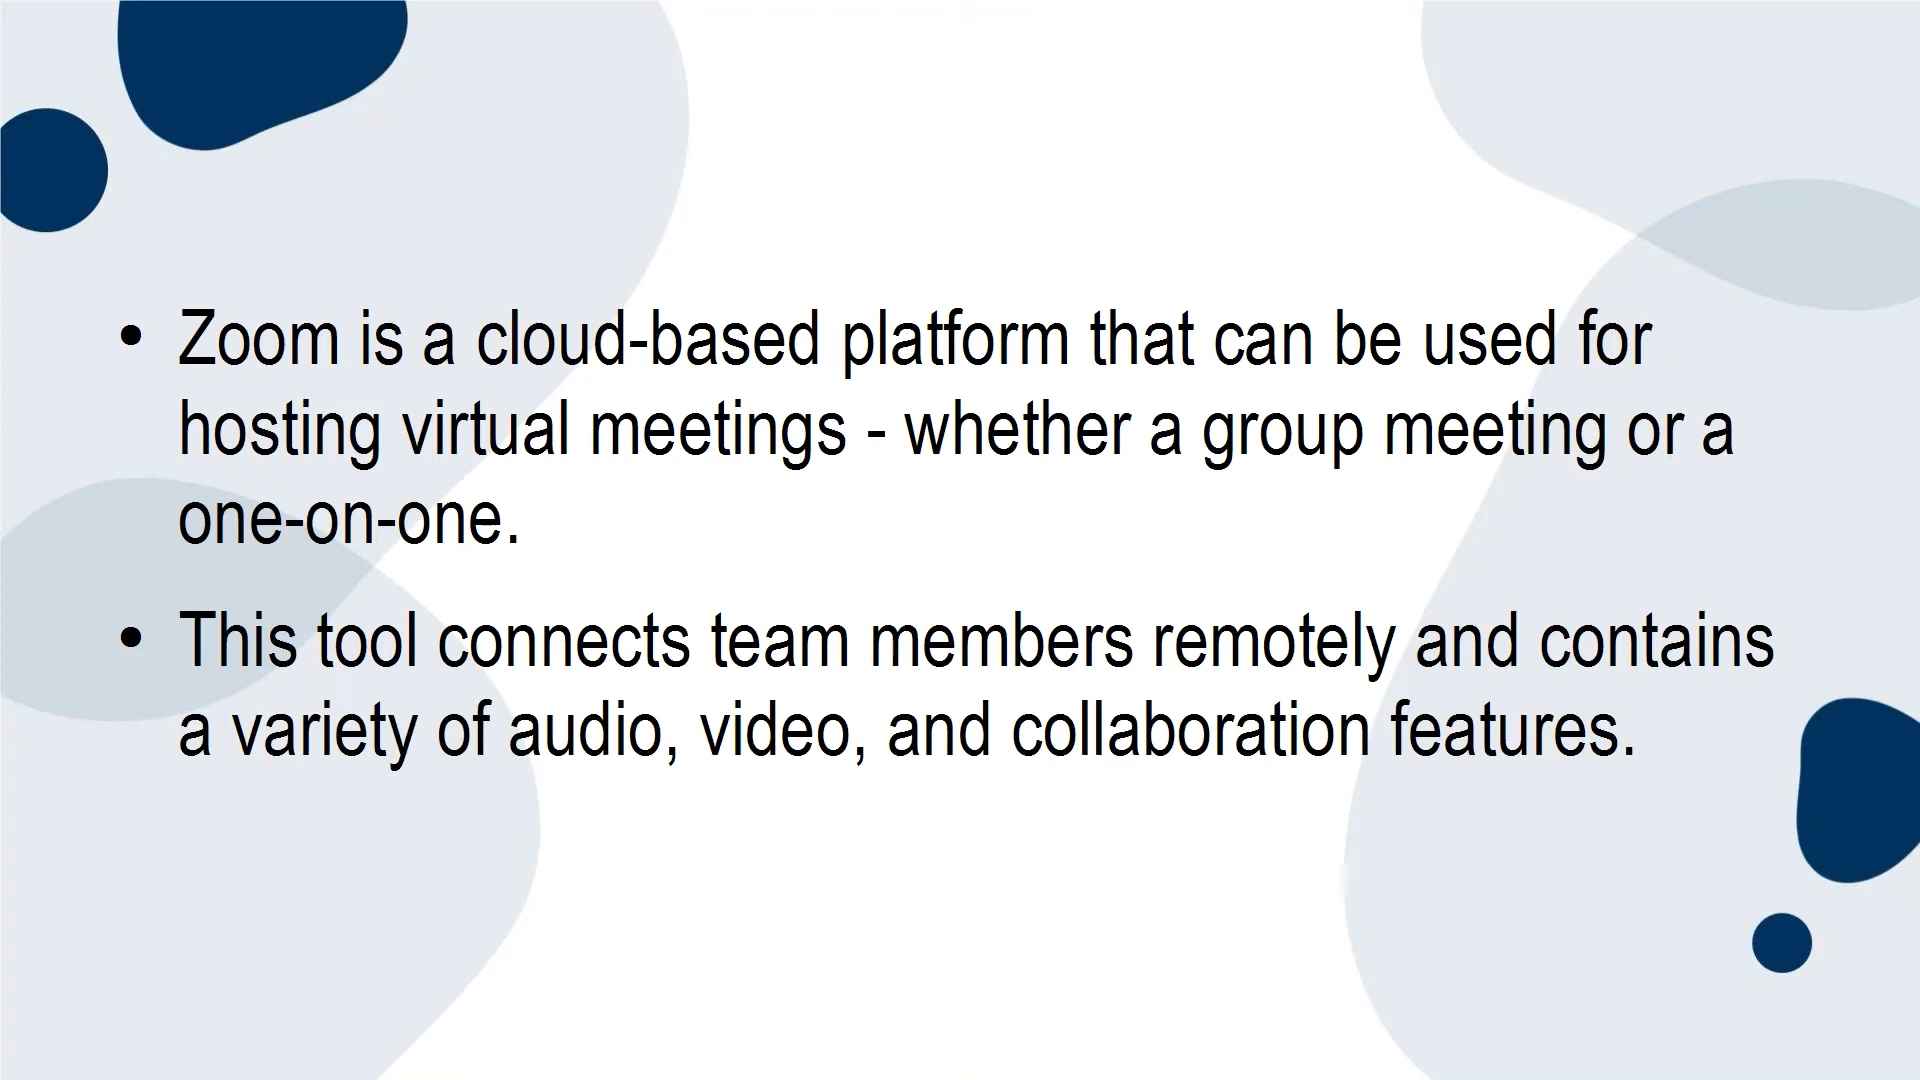 • Zoom is a cloud-based platform that can be used for
hosting virtual meetings - whether a group meeting or a
one-on-one.
• This tool connects team members remotely and contains
a variety of audio, video, and collaboration features.